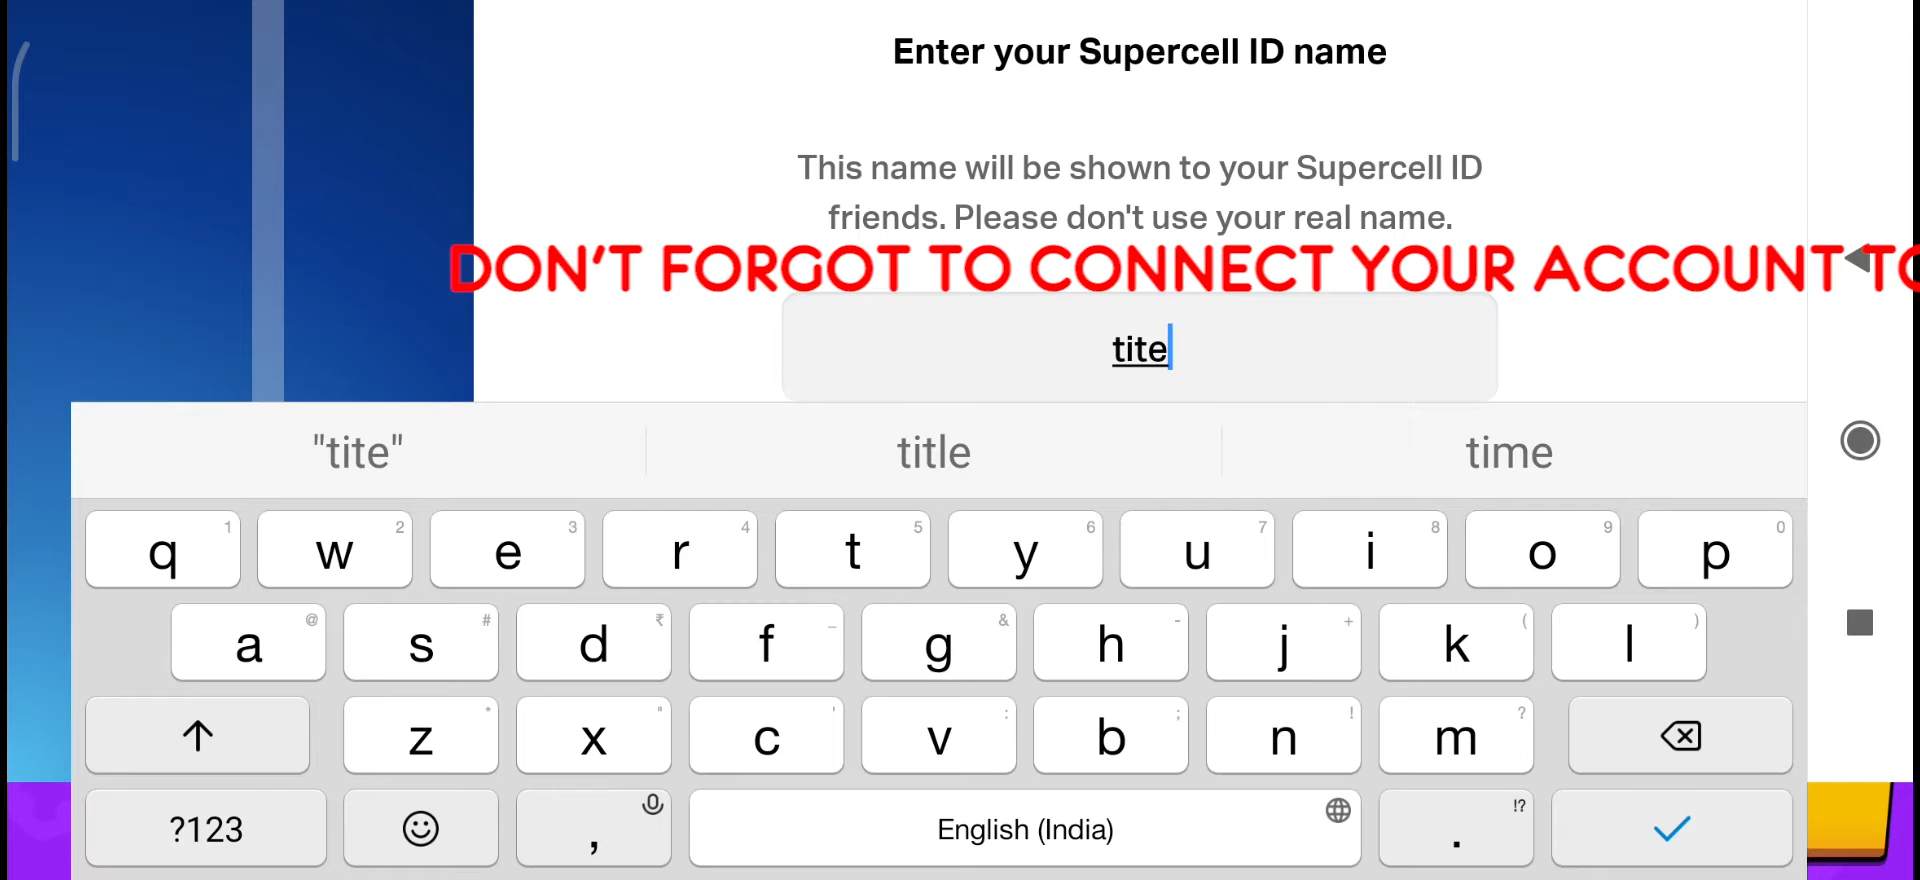 Enter your Supercell ID name
This name will be shown to your Supercell ID
friends. Please don't use your real name.
DON'T FORGOT TO CONNECT YOUR ACCOUNT TO
tite
"tite" title time
q 1 w 2 e 3 r 4 t 5 y 6 u 7 i 8 o 9 p 0
a @ s # d ₹ f _ g & h - j + k ( l )
z * x " c ' v : b ; n ! m ?
?123 , English (India) . !?